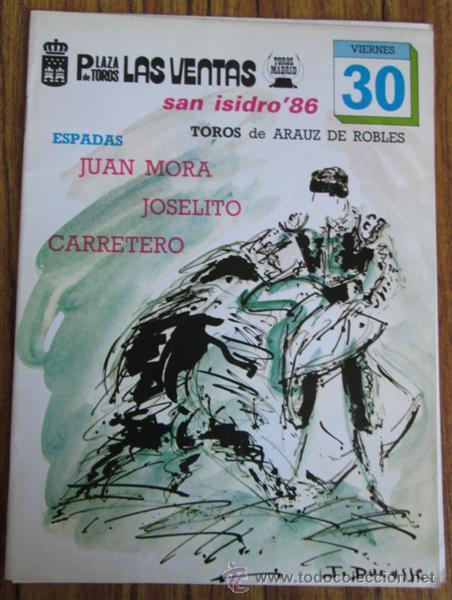 PLAZA de TOROS LAS VENTAS
TOROS MADRID
VIERNES
30
san isidro'86
TOROS de ARAUZ DE ROBLES
ESPADAS
JUAN MORA
JOSELITO
CARRETERO
© www.todocoleccion.net